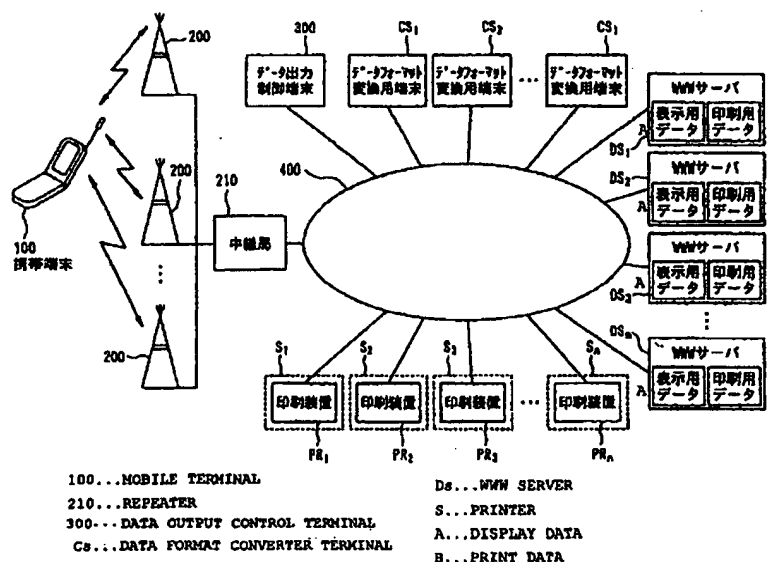 200
300
CS1
CS2
CS1
データ出力
制御端末
データフォーマット
変換用端末
データフォーマット
変換用端末
...
データフォーマット
変換用端末
WWWサーバ
表示用
データ
印刷用
データ
A
DS1
200
210
400
DS2
WWWサーバ
表示用
データ
印刷用
データ
A
100
携帯端末
中継局
WWWサーバ
表示用
データ
印刷用
データ
A
DS3
200
DSm
WWWサーバ
表示用
データ
印刷用
データ
A
S1
S2
S3
Sn
印刷装置
印刷装置
印刷装置
...
印刷装置
PR1
PR2
PR3
PRn
100...MOBILE TERMINAL
210...REPEATER
300...DATA OUTPUT CONTROL TERMINAL
Cs...DATA FORMAT CONVERTER TERMINAL
Ds...WWW SERVER
S...PRINTER
A...DISPLAY DATA
B...PRINT DATA